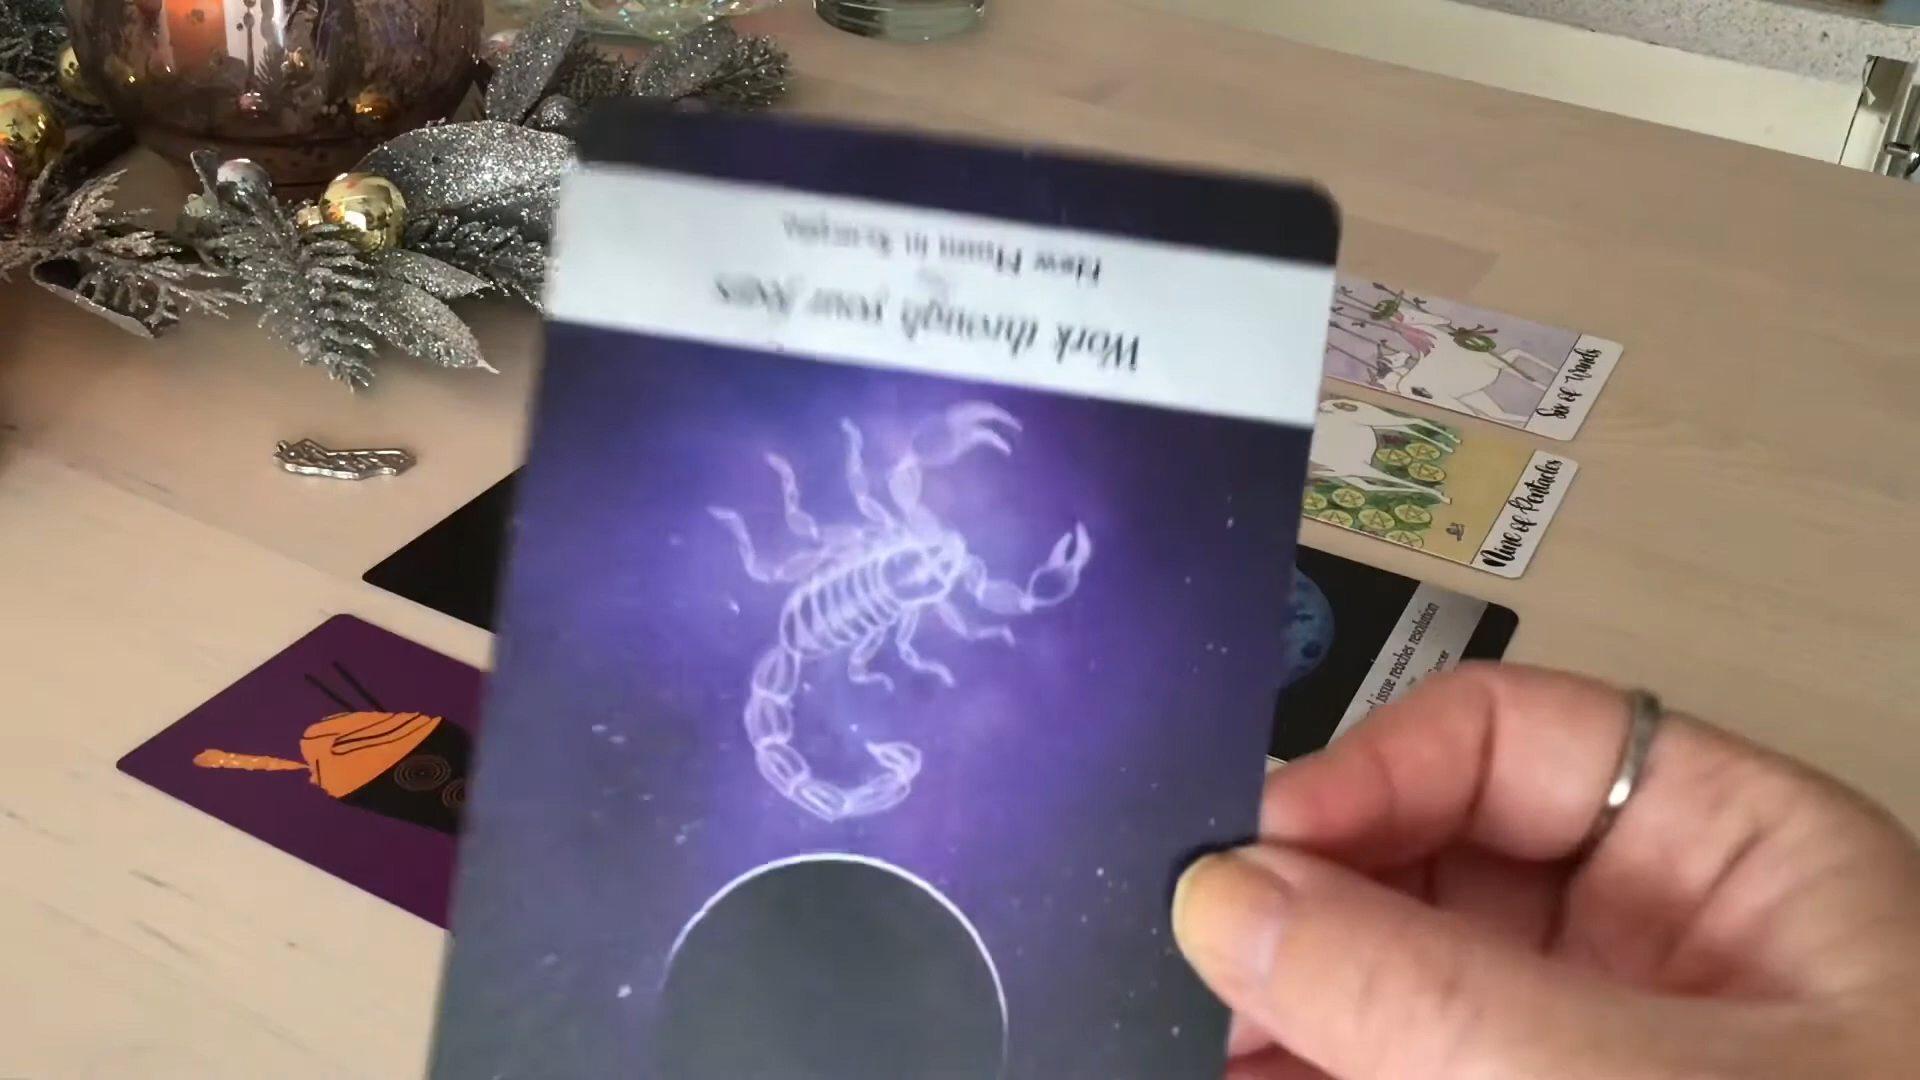 Work through your fears
New Moon in Scorpio
Six of Wands
Nine of Pentacles
issue reaches resolution